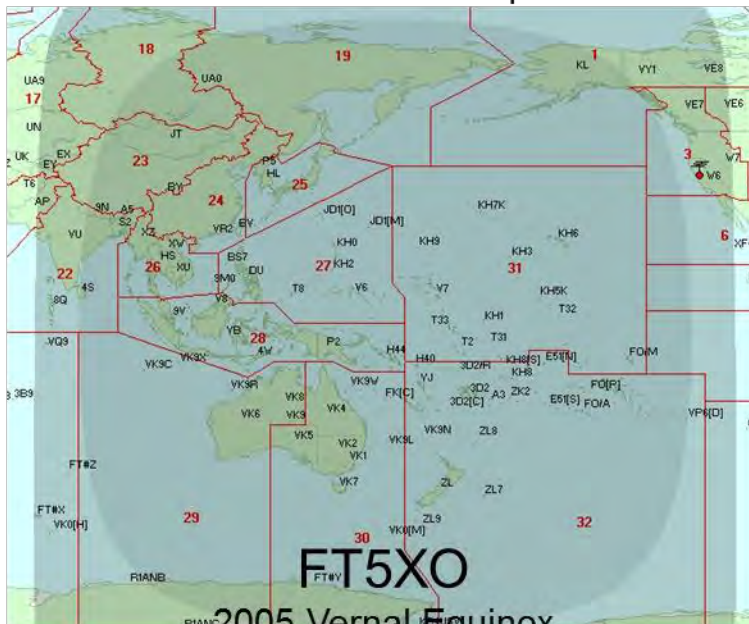 18
19
1
KL
VY1
VE8
UA9
UA0
17
VE7
VE6
UN
JT
UK
EX
EY
23
P5
HL
3
W7
W6
T6
25
BY
AP
9N
A5
24
JD1[O]
KH7K
S2
VR2
JD1[M]
6
VU
XZ
XW
KH0
KH9
KH6
XF
HS
BS7
KH3
22
26
XU
9M0
DU
KH2
27
31
4S
T8
V6
V7
KH5K
8Q
V8
T32
9V
T33
KH1
VQ9
YB
28
P2
T2
T31
4W
H44
H40
KH8[S]
E51[N]
FO/M
VK9C
VK9X
3D2/R
KH8
VK9R
VK9W
YJ
3B9
VK8
FK[C]
3D2
ZK2
FO[P]
VK6
VK9
VK4
3D2[C]
A3
E51[S]
FO/A
VP6[D]
VK5
VK9N
ZL8
VK2
VK9L
VK1
FT#Z
VK7
ZL
ZL7
FT#X
29
ZL9
32
VK0[H]
30
VK0[M]
FT5XO
R1ANB
FT#Y
2005 Vernal Equinox